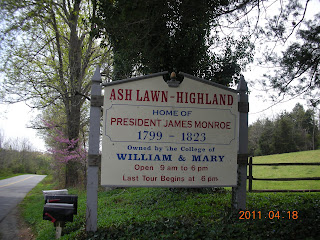 ASH LAWN-HIGHLAND
HOME OF
PRESIDENT JAMES MONROE
1799 - 1823
Owned by the College of
WILLIAM & MARY
Open 9 am to 6 pm
Last Tour Begins at 6 pm
2011 04 18